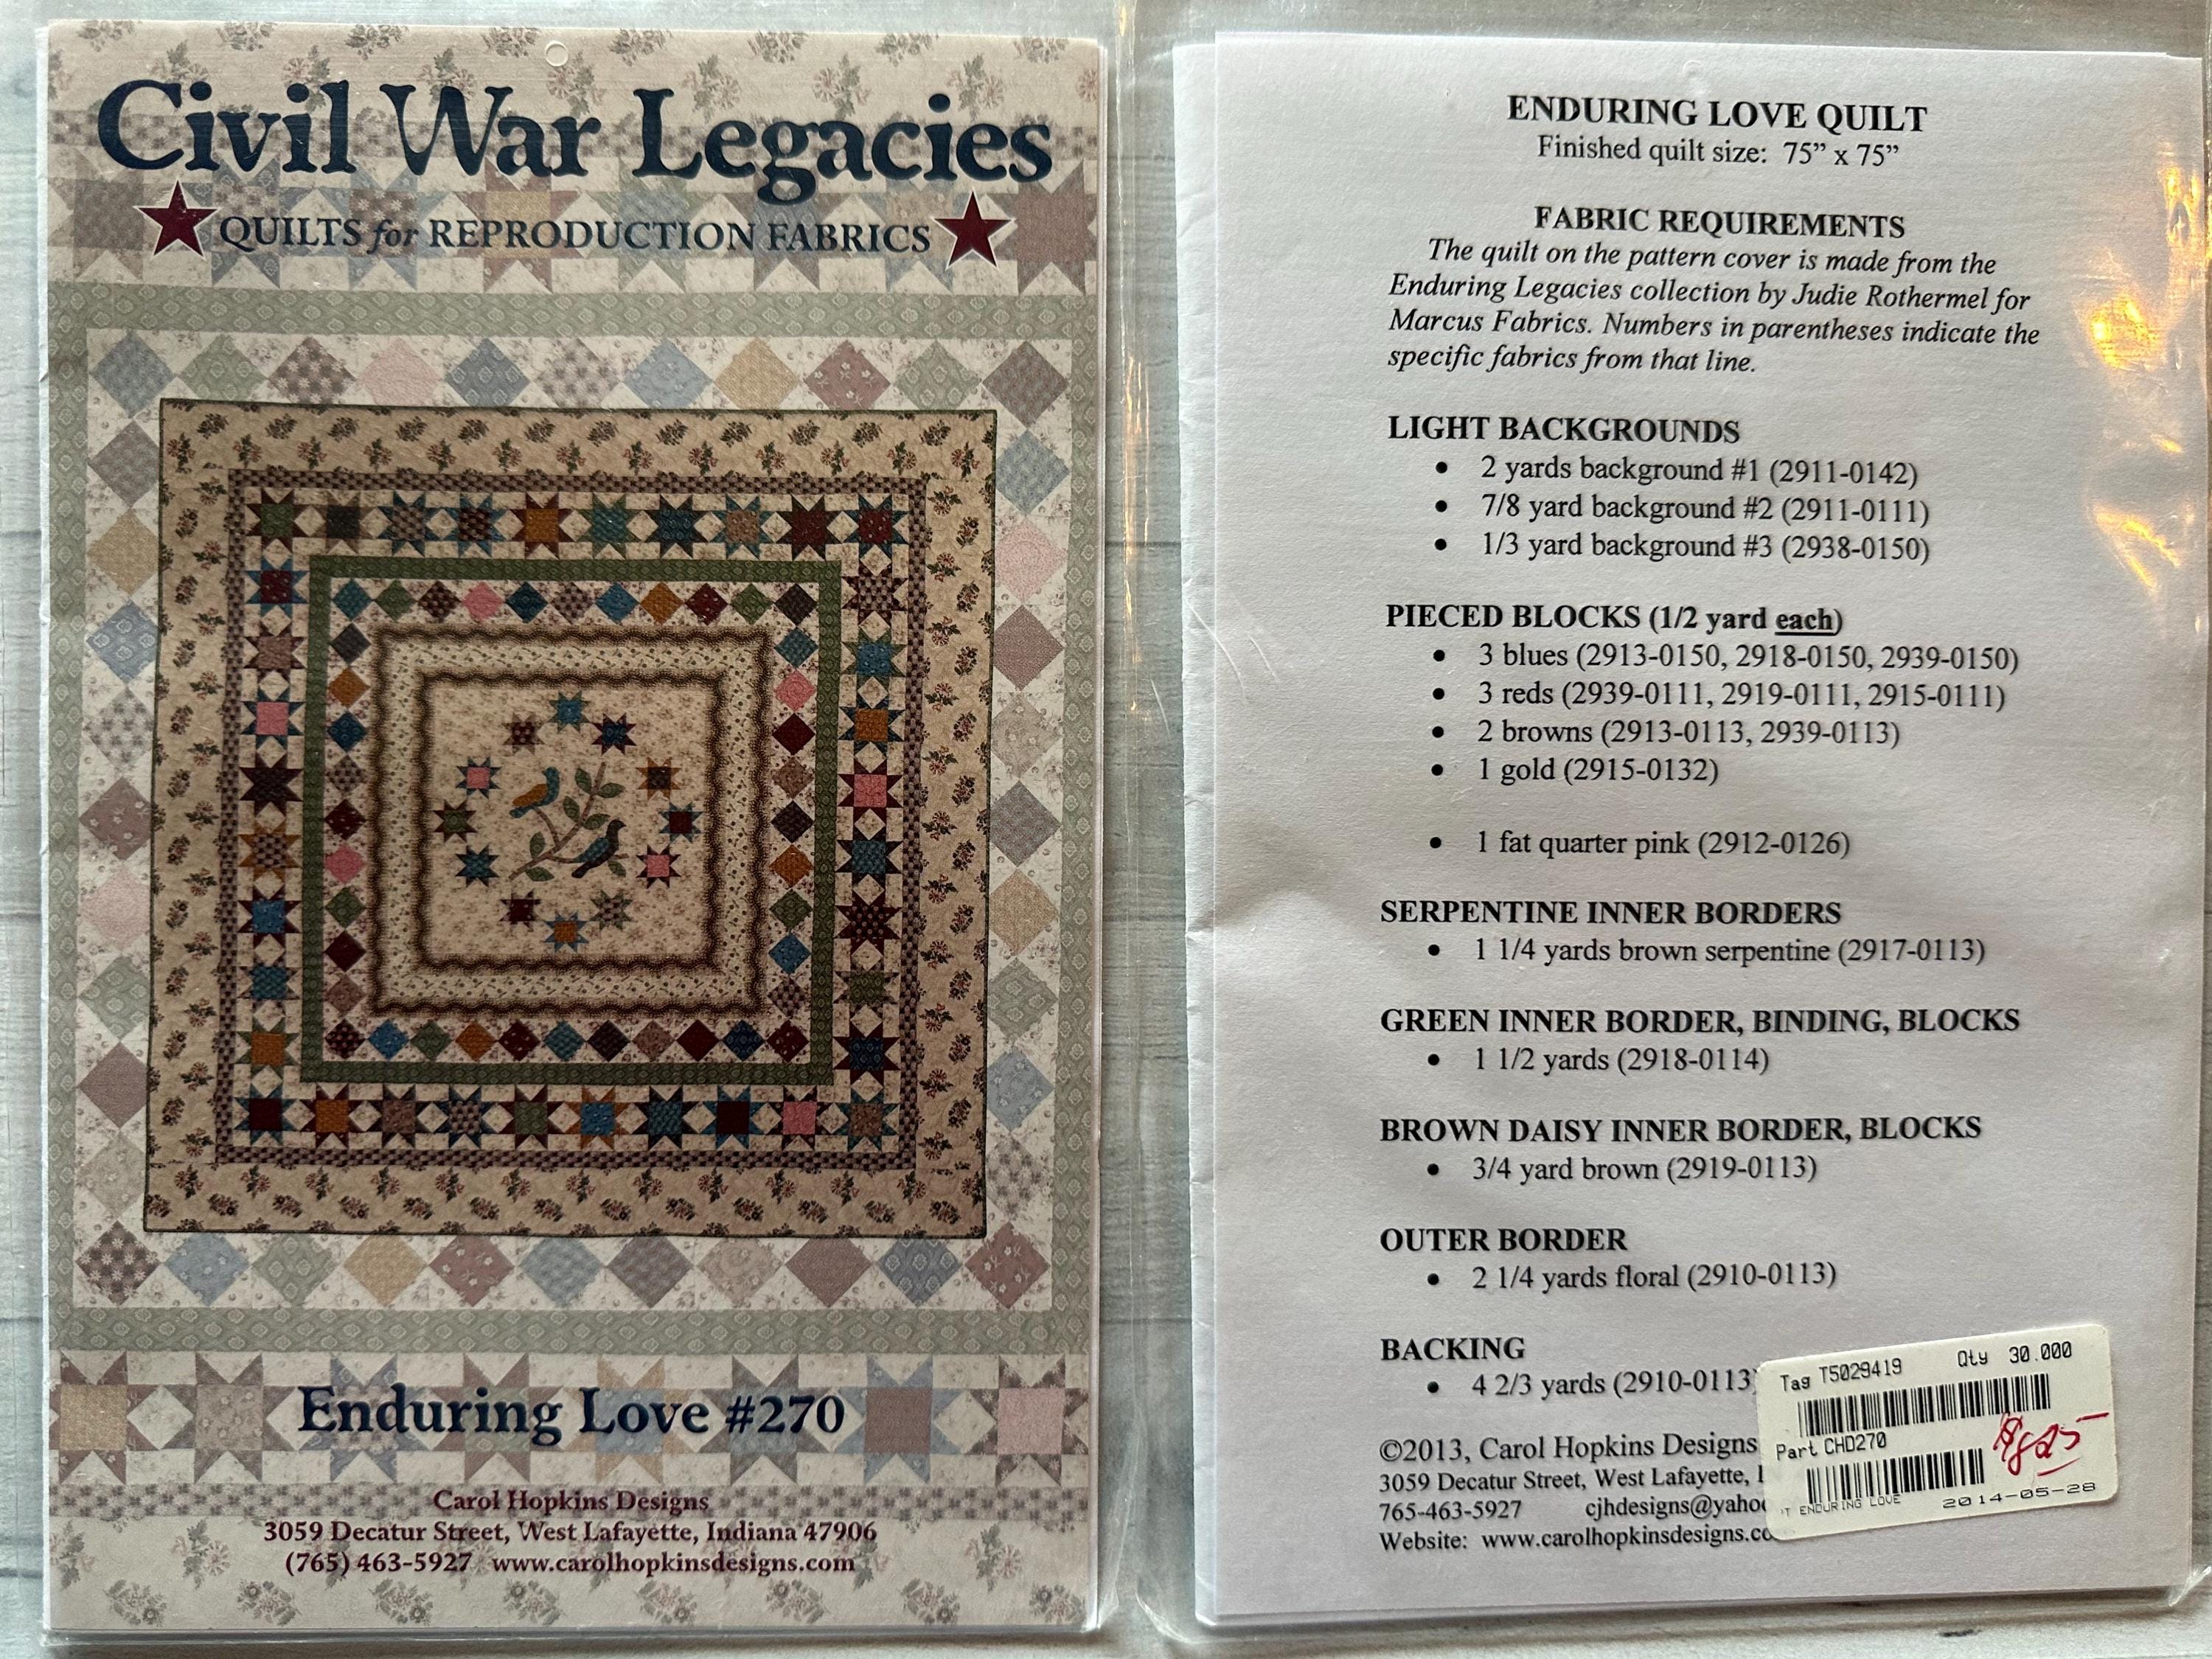 Civil War Legacies
QUILTS for REPRODUCTION FABRICS
Enduring Love #270
Carol Hopkins Designs
3059 Decatur Street, West Lafayette, Indiana 47906
(765) 463-5927 www.carolhopkinsdesigns.com
ENDURING LOVE QUILT
Finished quilt size: 75" x 75"
FABRIC REQUIREMENTS
The quilt on the pattern cover is made from the
Enduring Legacies collection by Judie Rothermel for
Marcus Fabrics. Numbers in parentheses indicate the
specific fabrics from that line.
LIGHT BACKGROUNDS
• 2 yards background #1 (2911-0142)
• 7/8 yard background #2 (2911-0111)
• 1/3 yard background #3 (2938-0150)
PIECED BLOCKS (1/2 yard each)
• 3 blues (2913-0150, 2918-0150, 2939-0150)
• 3 reds (2939-0111, 2919-0111, 2915-0111)
• 2 browns (2913-0113, 2939-0113)
• 1 gold (2915-0132)
• 1 fat quarter pink (2912-0126)
SERPENTINE INNER BORDERS
• 1 1/4 yards brown serpentine (2917-0113)
GREEN INNER BORDER, BINDING, BLOCKS
• 1 1/2 yards (2918-0114)
BROWN DAISY INNER BORDER, BLOCKS
• 3/4 yard brown (2919-0113)
OUTER BORDER
• 2 1/4 yards floral (2910-0113)
BACKING
• 4 2/3 yards (2910-0113)
©2013, Carol Hopkins Designs
3059 Decatur Street, West Lafayette,
765-463-5927 cjhdesigns@yahoo
Website: www.carolhopkinsdesigns.co
Tag T5029419 Qty 30.000
Part CHD270
ENDURING LOVE 2014-05-28